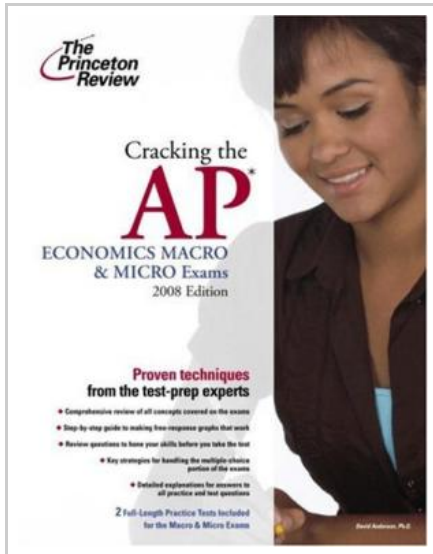 The
Princeton
Review
Cracking the
AP*
ECONOMICS MACRO
& MICRO Exams
2008 Edition
Proven techniques
from the test-prep experts
◆ Comprehensive review of all concepts covered on the exams
◆ Step-by-step guide to making free-response graphs that work
◆ Review questions to hone your skills before you take the test
◆ Key strategies for handling the multiple-choice
portion of the exams
◆ Detailed explanations for answers to
all practice and test questions
2 Full-Length Practice Tests Included
for the Macro & Micro Exams
David Anderson, Ph.D.